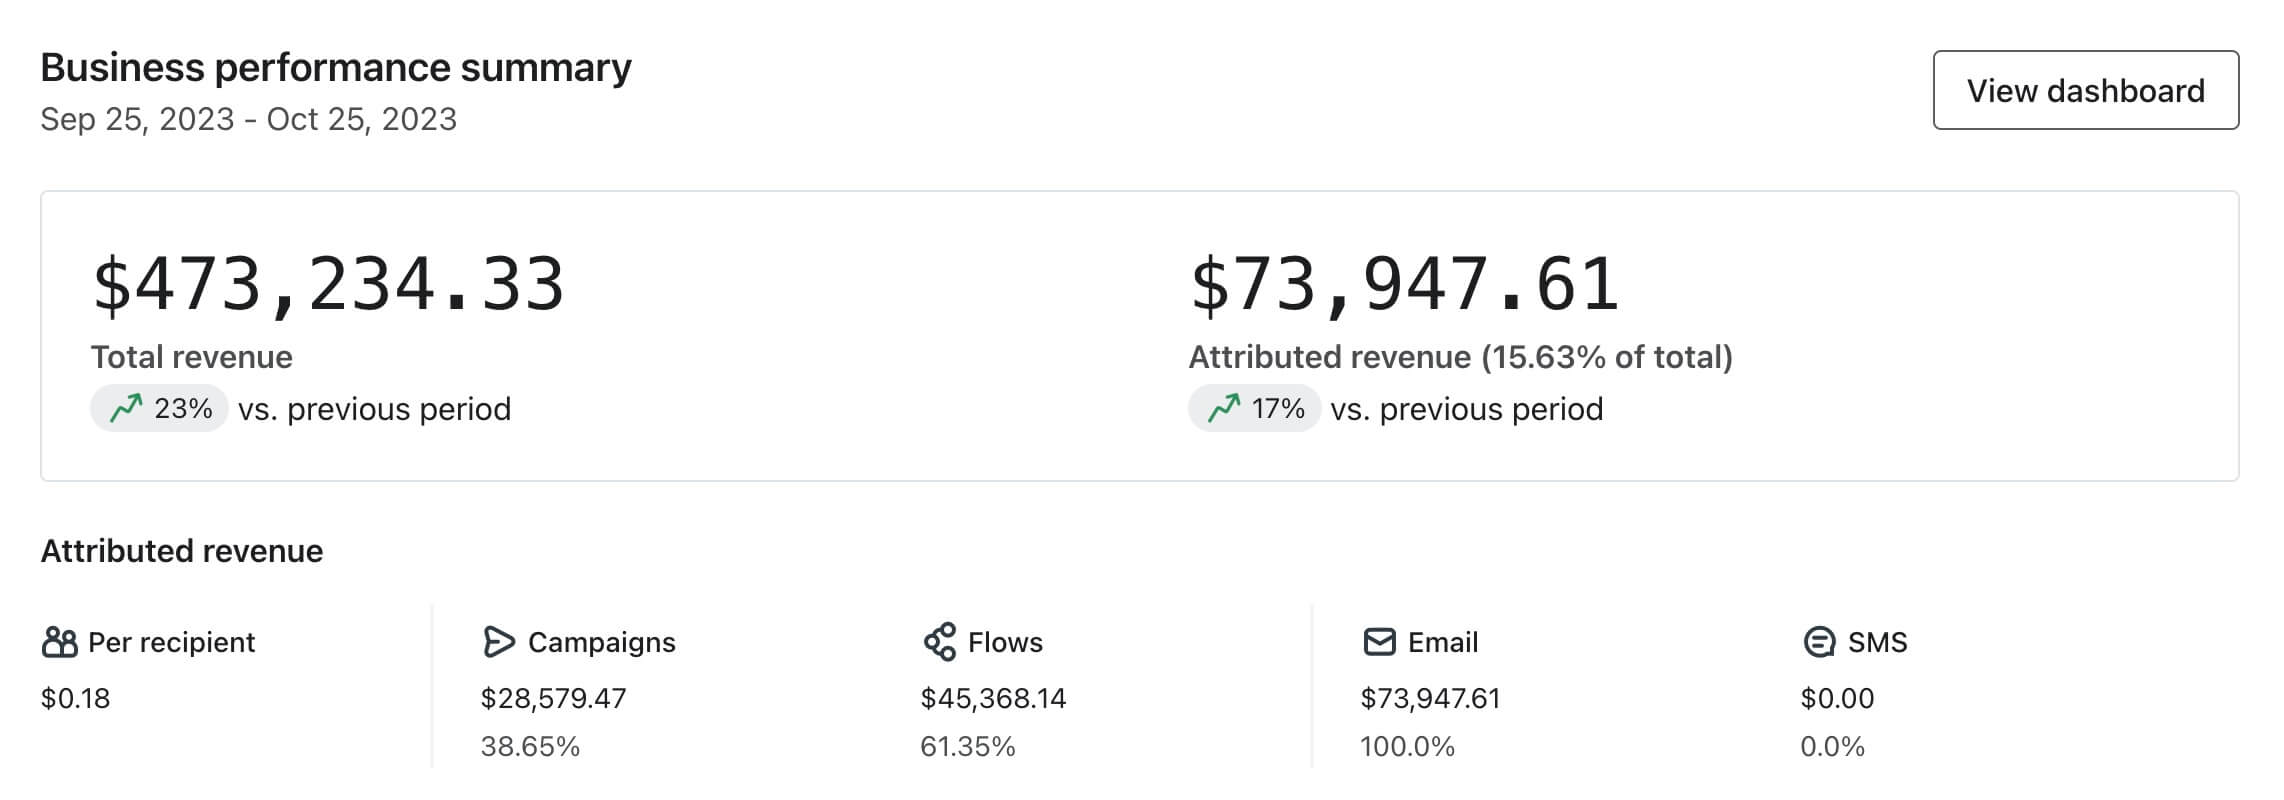 Business performance summary
Sep 25, 2023 - Oct 25, 2023
View dashboard
$473,234.33
Total revenue
23% vs. previous period
$73,947.61
Attributed revenue (15.63% of total)
17% vs. previous period
Attributed revenue
Per recipient
$0.18
Campaigns
$28,579.47
38.65%
Flows
$45,368.14
61.35%
Email
$73,947.61
100.0%
SMS
$0.00
0.0%